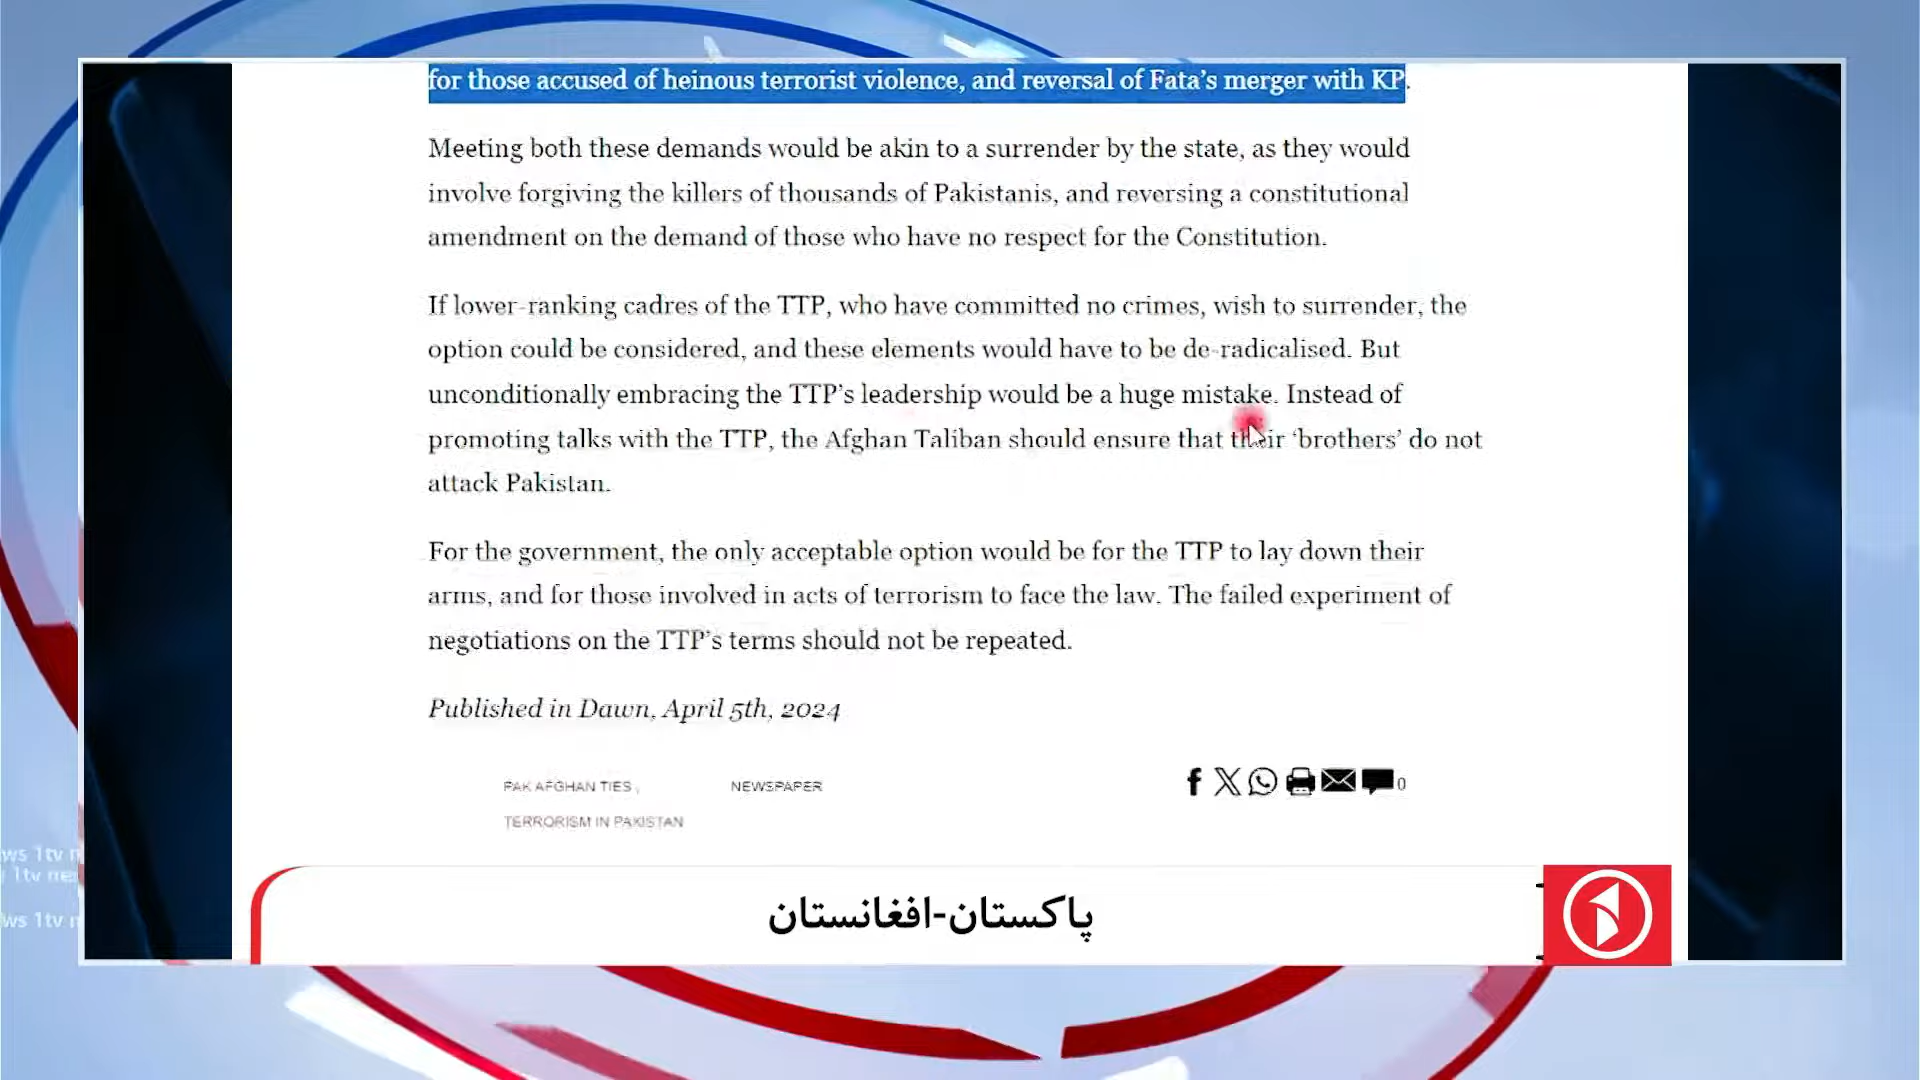 for those accused of heinous terrorist violence, and reversal of Fata’s merger with KP.
Meeting both these demands would be akin to a surrender by the state, as they would
involve forgiving the killers of thousands of Pakistanis, and reversing a constitutional
amendment on the demand of those who have no respect for the Constitution.
If lower-ranking cadres of the TTP, who have committed no crimes, wish to surrender, the
option could be considered, and these elements would have to be de-radicalised. But
unconditionally embracing the TTP’s leadership would be a huge mistake. Instead of
promoting talks with the TTP, the Afghan Taliban should ensure that their ‘brothers’ do not
attack Pakistan.
For the government, the only acceptable option would be for the TTP to lay down their
arms, and for those involved in acts of terrorism to face the law. The failed experiment of
negotiations on the TTP’s terms should not be repeated.
Published in Dawn, April 5th, 2024
PAK AFGHAN TIES , NEWSPAPER
0
TERRORISM IN PAKISTAN
پاکستان-افغانستان
1tv
1tv
1tv